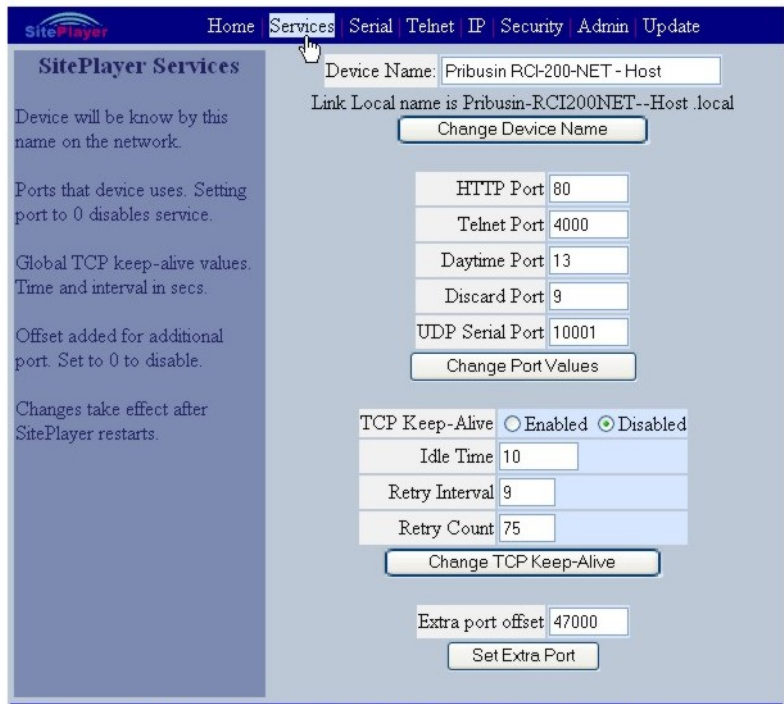 SitePlayer
Home | Services | Serial | Telnet | IP | Security | Admin | Update
SitePlayer Services
Device will be know by this
name on the network.
Ports that device uses. Setting
port to 0 disables service.
Global TCP keep-alive values.
Time and interval in secs.
Offset added for additional
port. Set to 0 to disable.
Changes take effect after
SitePlayer restarts.
Device Name: Pribusin RCI-200-NET - Host
Link Local name is Pribusin-RCI200NET--Host .local
Change Device Name
HTTP Port 80
Telnet Port 4000
Daytime Port 13
Discard Port 9
UDP Serial Port 10001
Change Port Values
TCP Keep-Alive Enabled Disabled
Idle Time 10
Retry Interval 9
Retry Count 75
Change TCP Keep-Alive
Extra port offset 47000
Set Extra Port